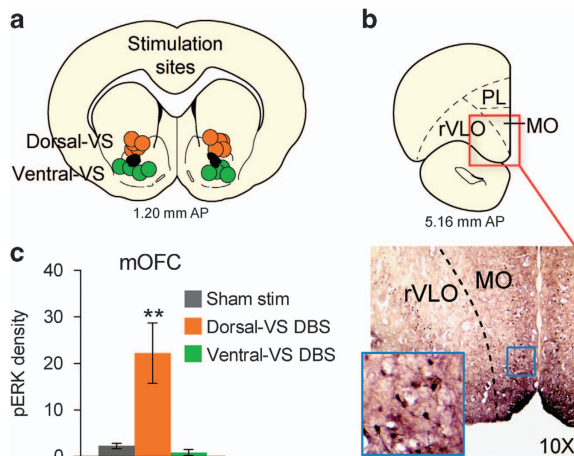 a
Stimulation
sites
Dorsal-VS
Ventral-VS
1.20 mm AP
b
PL
rVLO
MO
5.16 mm AP
rVLO
MO
10X
c
mOFC
**
Sham stim
Dorsal-VS DBS
Ventral-VS DBS
pERK density
40
30
20
10
0